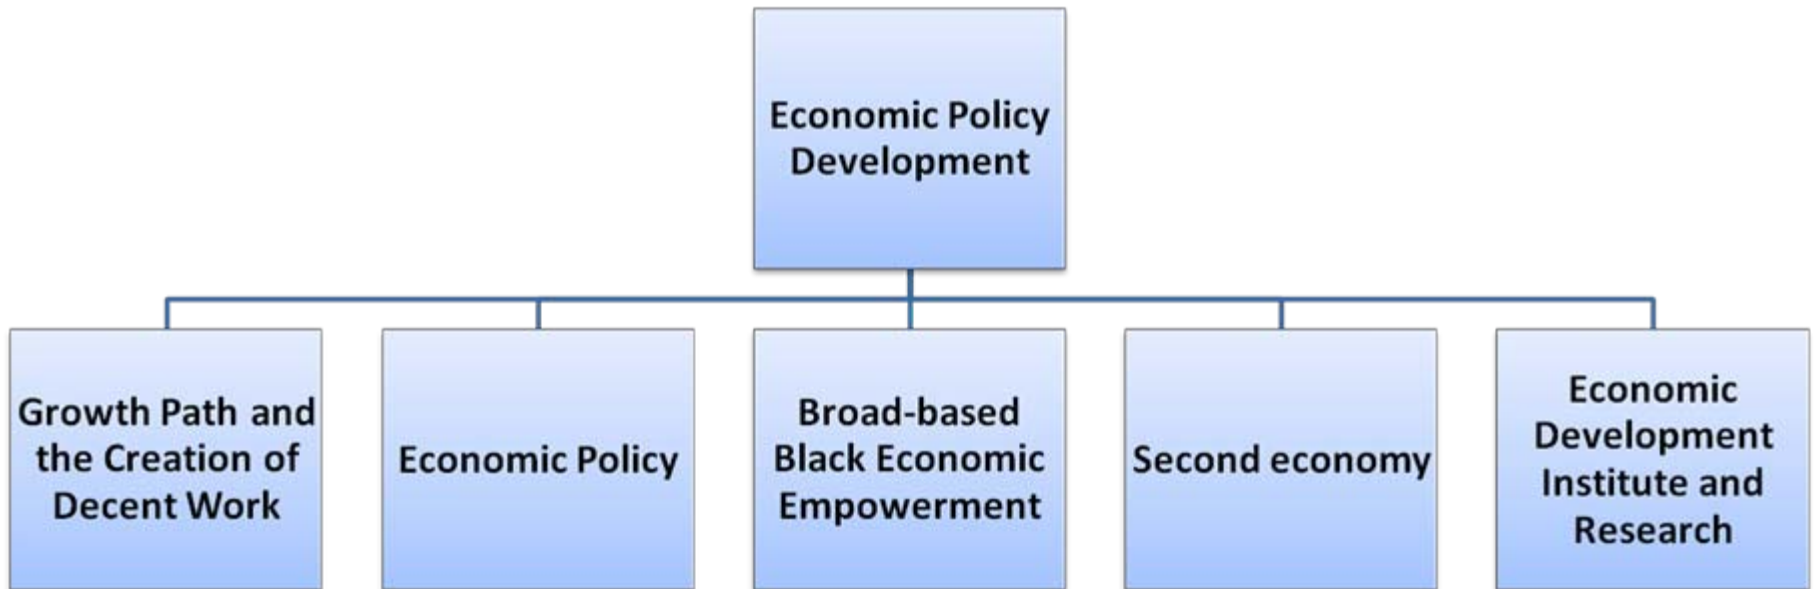 Economic Policy
Development
Growth Path and
the Creation of
Decent Work
Economic Policy
Broad-based
Black Economic
Empowerment
Second economy
Economic
Development
Institute and
Research